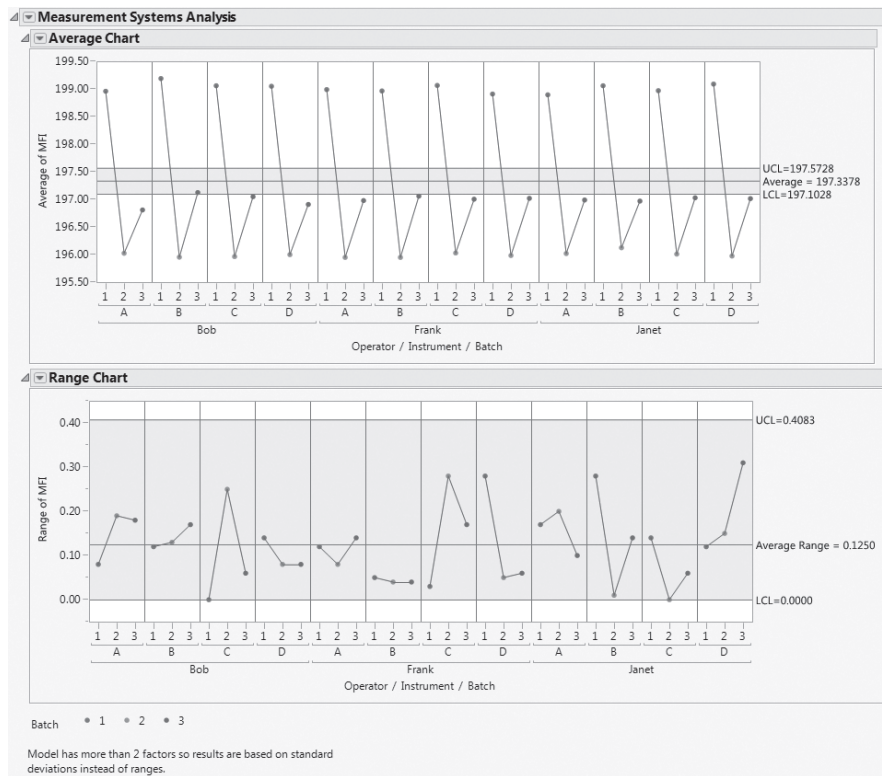 Measurement Systems Analysis
Average Chart
199.50
199.00
198.50
198.00
197.50
197.00
196.50
196.00
195.50
Average of MFI
UCL=197.5728
Average = 197.3378
LCL=197.1028
1 2 3 1 2 3 1 2 3 1 2 3 1 2 3 1 2 3 1 2 3 1 2 3 1 2 3 1 2 3 1 2 3 1 2 3
A B C D A B C D A B C D
Bob Frank Janet
Operator / Instrument / Batch
Range Chart
0.40
0.30
0.20
0.10
0.00
Range of MFI
UCL=0.4083
Average Range = 0.1250
LCL=0.0000
1 2 3 1 2 3 1 2 3 1 2 3 1 2 3 1 2 3 1 2 3 1 2 3 1 2 3 1 2 3 1 2 3 1 2 3
A B C D A B C D A B C D
Bob Frank Janet
Operator / Instrument / Batch
Batch 1 2 3
Model has more than 2 factors so results are based on standard
deviations instead of ranges.